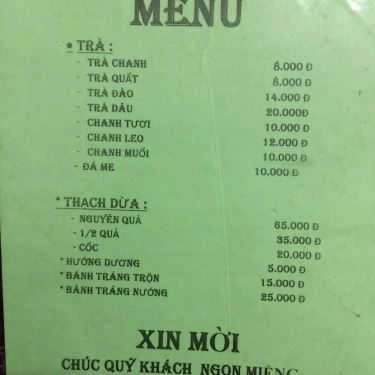 MENU
* TRÀ :
- TRÀ CHANH 8.000 Đ
- TRÀ QUẤT 8.000 Đ
- TRÀ ĐÀO 14.000 Đ
- TRÀ DÂU 20.000Đ
- CHANH TƯƠI 10.000 Đ
- CHANH LEO 12.000 Đ
- CHANH MUỐI 10.000 Đ
- ĐÁ ME 10.000 Đ
* THẠCH DỪA :
- NGUYÊN QUẢ 65.000 Đ
- 1/2 QUẢ 35.000 Đ
- CỐC 20.000 Đ
* HƯỚNG DƯƠNG 5.000 Đ
* BÁNH TRÁNG TRỘN 15.000 Đ
* BÁNH TRÁNG NƯỚNG 25.000 Đ
XIN MỜI
CHÚC QUÝ KHÁCH NGON MIỆNG